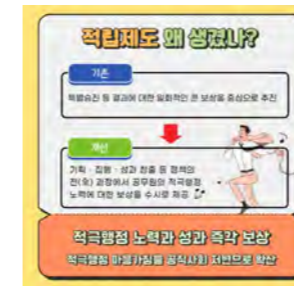 적립제도 왜 생겼나?
기존
특별승진 등 결과에 대한 일회적인 큰 보상을 중심으로 추진
개선
기획 · 집행 · 성과 창출 등 정책의
전(全) 과정에서 공무원의 적극행정
노력에 대한 보상을 수시로 제공
적극행정 노력과 성과 즉각 보상
적극행정 마음가짐을 공직사회 저변으로 확산